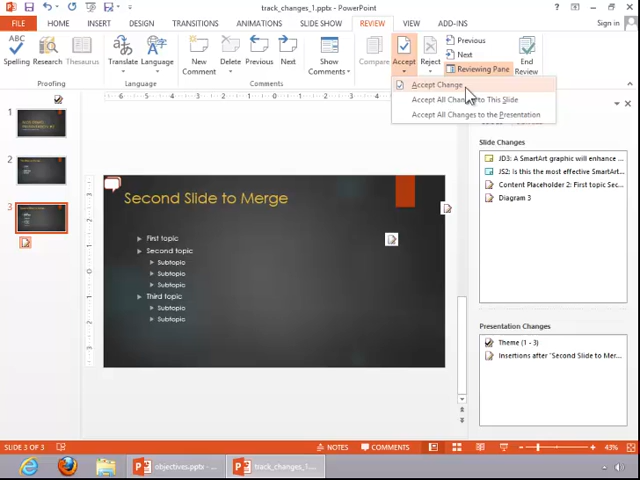 track_changes_1.pptx - PowerPoint
FILE HOME INSERT DESIGN TRANSITIONS ANIMATIONS SLIDE SHOW REVIEW VIEW ADD-INS Sign in
Spelling Thesaurus Translate Language New Comment Delete Previous Next Show Comments Compare Accept Reject Previous Next Reviewing Pane End Review
Proofing Language Comments
Accept Change
Accept All Changes to This Slide
Accept All Changes to the Presentation
Slide Changes
JD3: A SmartArt graphic will enhance ...
JS2: Is this the most effective SmartArt...
Content Placeholder 2: First topic Sec...
Diagram 3
Presentation Changes
Theme (1 - 3)
Insertions after "Second Slide to Mer...
1
2
3
Second Slide to Merge
First topic
Second topic
Subtopic
Subtopic
Subtopic
Third topic
Subtopic
Subtopic
SLIDE 3 OF 3 NOTES COMMENTS 43%
objectives.pptx - ... track_changes_1....